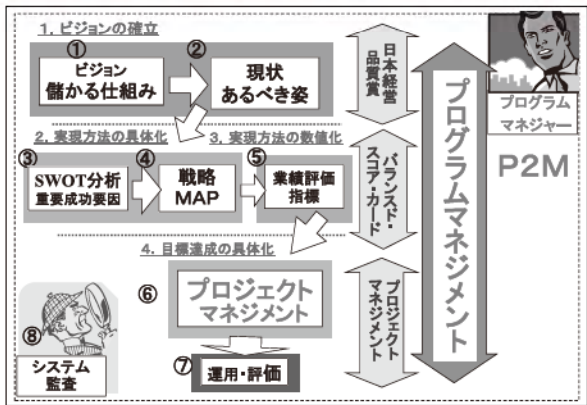 1. ビジョンの確立
①
ビジョン
儲かる仕組み
②
現状
あるべき姿
2. 実現方法の具体化
3. 実現方法の数値化
③
SWOT分析
重要成功要因
④
戦略
MAP
⑤
業績評価
指標
4. 目標達成の具体化
⑥
プロジェクト
マネジメント
⑦
運用・評価
⑧
システム
監査
日本経営
品質賞
バランスド・
スコア・カード
プロジェクト
マネジメント
プログラムマネジメント
プログラム
マネジャー
P2M